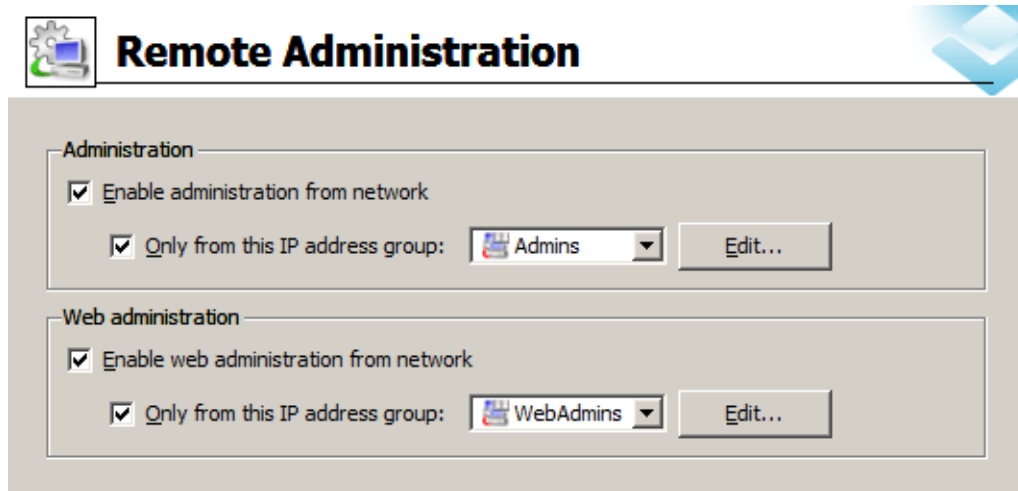 Remote Administration
Administration
Enable administration from network
Only from this IP address group: Admins Edit...
Web administration
Enable web administration from network
Only from this IP address group: WebAdmins Edit...